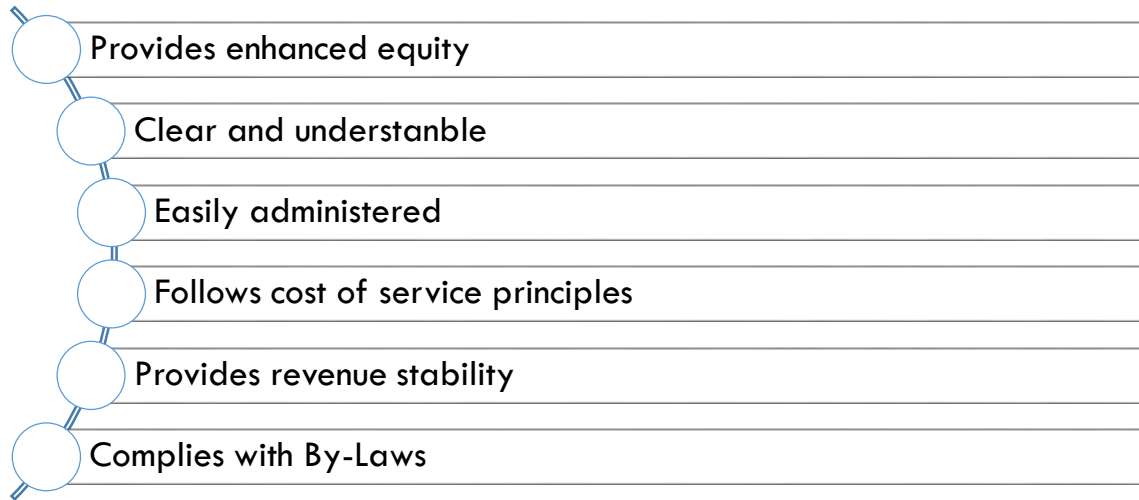 Provides enhanced equity
Clear and understanble
Easily administered
Follows cost of service principles
Provides revenue stability
Complies with By-Laws